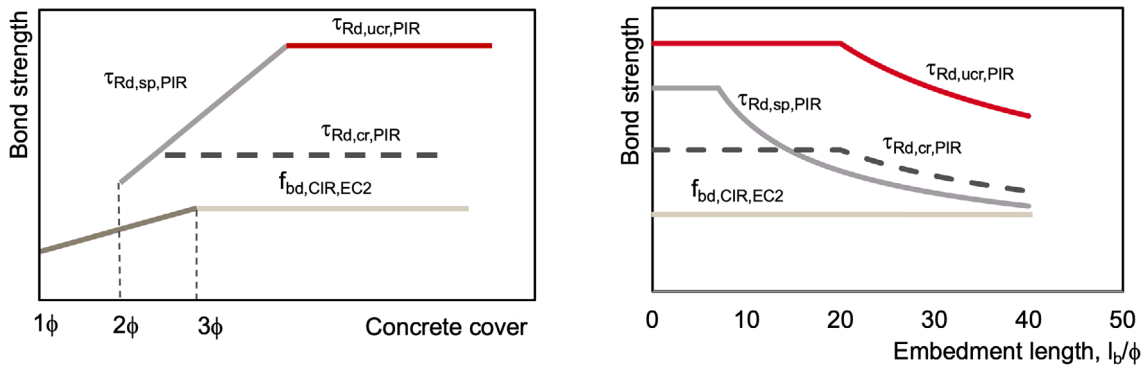 Bond strength
τRd,ucr,PIR
τRd,sp,PIR
τRd,cr,PIR
fbd,CIR,EC2
1ϕ
2ϕ
3ϕ
Concrete cover
Bond strength
τRd,ucr,PIR
τRd,sp,PIR
τRd,cr,PIR
fbd,CIR,EC2
0
10
20
30
40
50
Embedment length, lb/ϕ